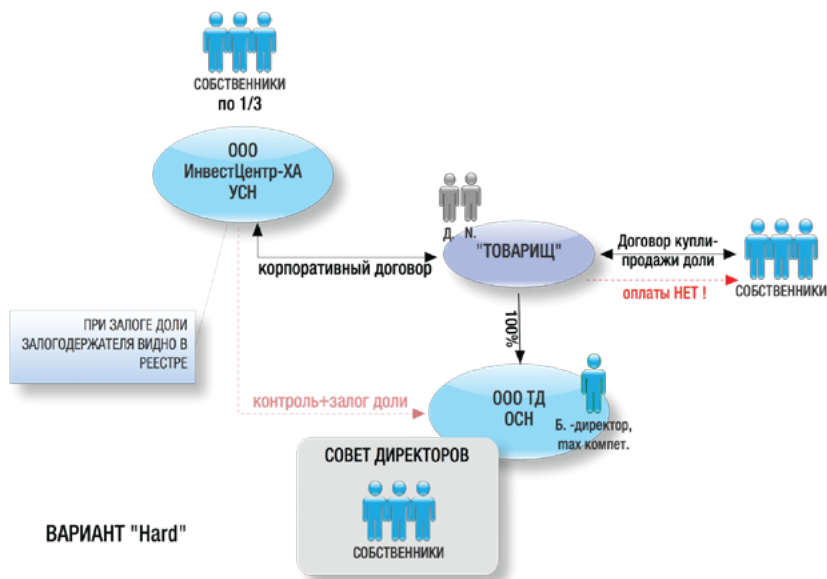 СОБСТВЕННИКИ
по 1/3
ООО
ИнвестЦентр-ХА
УСН
Д. N.
"ТОВАРИЩ"
Договор купли-
продажи доли
оплаты НЕТ !
СОБСТВЕННИКИ
корпоративный договор
100%
ПРИ ЗАЛОГЕ ДОЛИ
ЗАЛОГОДЕРЖАТЕЛЯ ВИДНО В
РЕЕСТРЕ
контроль+залог доли
ООО ТД
ОСН
Б. -директор,
max компет.
СОВЕТ ДИРЕКТОРОВ
СОБСТВЕННИКИ
ВАРИАНТ "Hard"